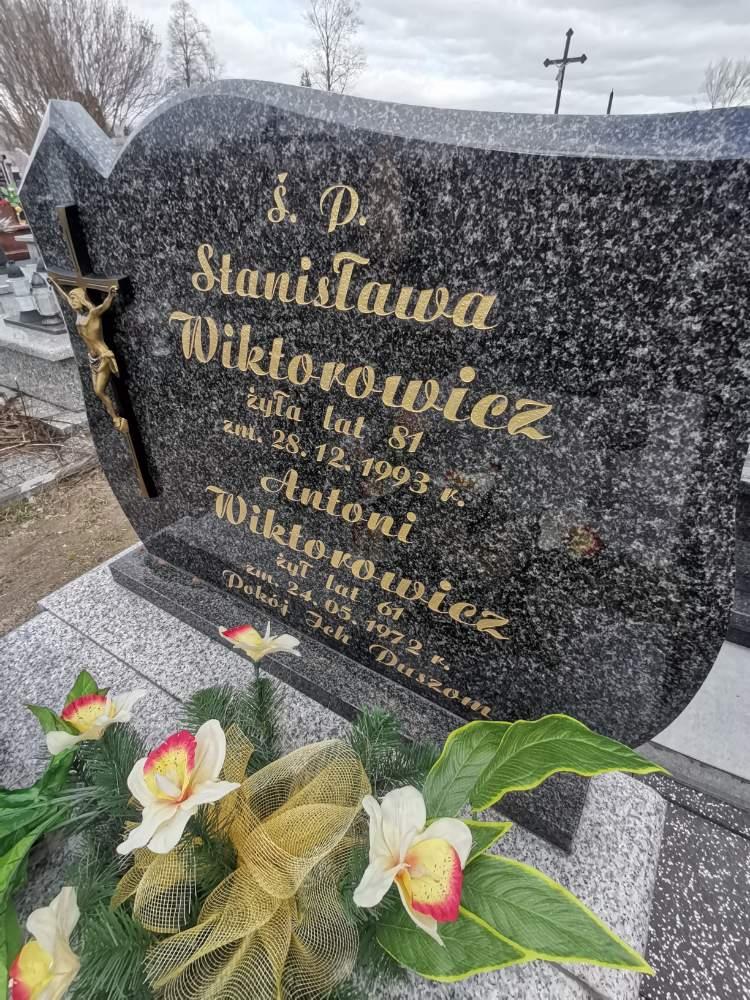 ś. P.
Stanisława
Wiktorowicz
żyła lat 81
zm. 28.12.1993 r.
Antoni
Wiktorowicz
żył lat 61
zm. 24.05.1972 r.
Pokój Ich Duszom